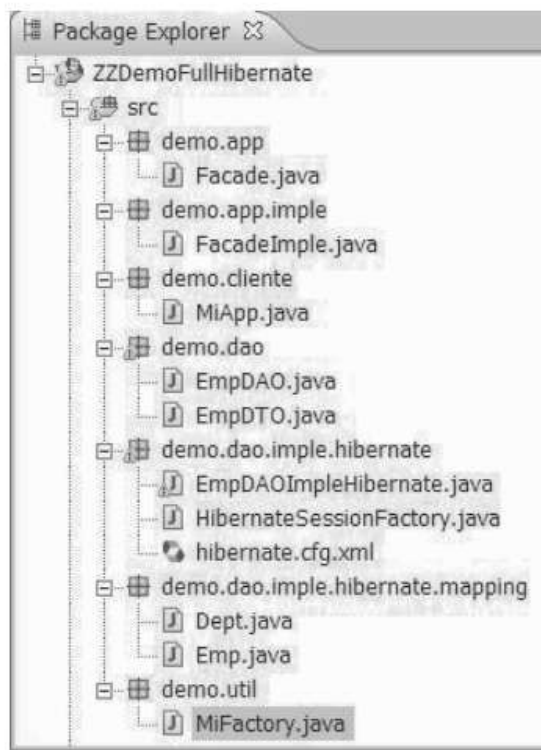 Package Explorer
ZZDemoFullHibernate
src
demo.app
Facade.java
demo.app.imple
FacadeImple.java
demo.cliente
MiApp.java
demo.dao
EmpDAO.java
EmpDTO.java
demo.dao.imple.hibernate
EmpDAOImpleHibernate.java
HibernateSessionFactory.java
hibernate.cfg.xml
demo.dao.imple.hibernate.mapping
Dept.java
Emp.java
demo.util
MiFactory.java